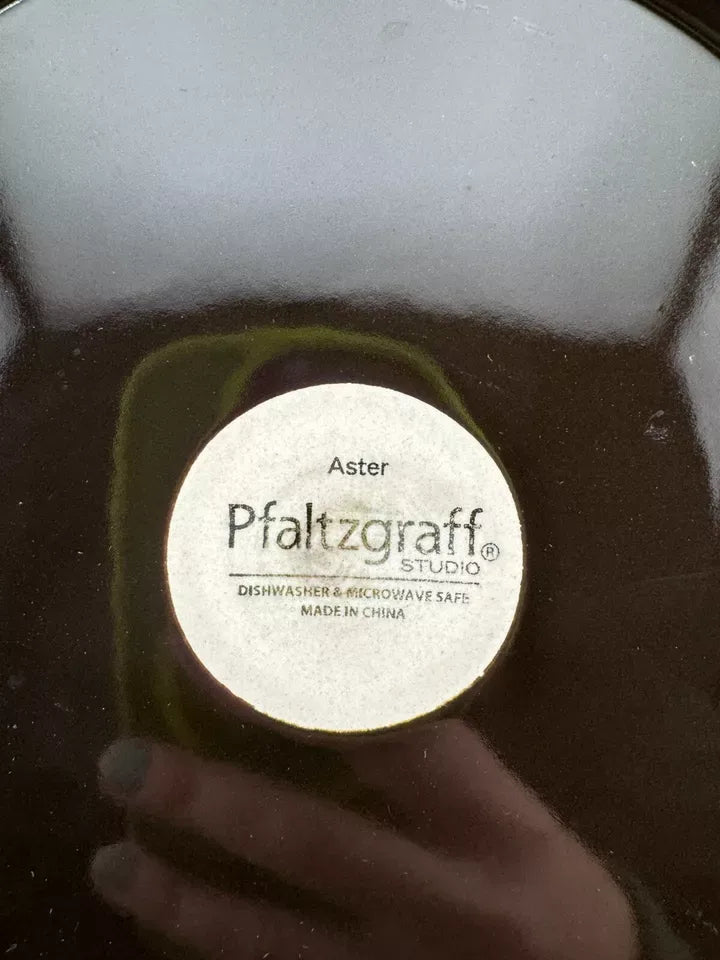 Aster
Pfaltzgraff®
STUDIO
DISHWASHER & MICROWAVE SAFE
MADE IN CHINA